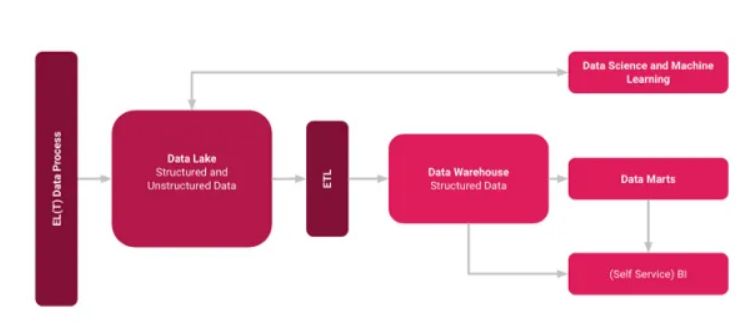 EL(T) Data Process
Data Lake
Structured and
Unstructured Data
ETL
Data Warehouse
Structured Data
Data Science and Machine
Learning
Data Marts
(Self Service) BI